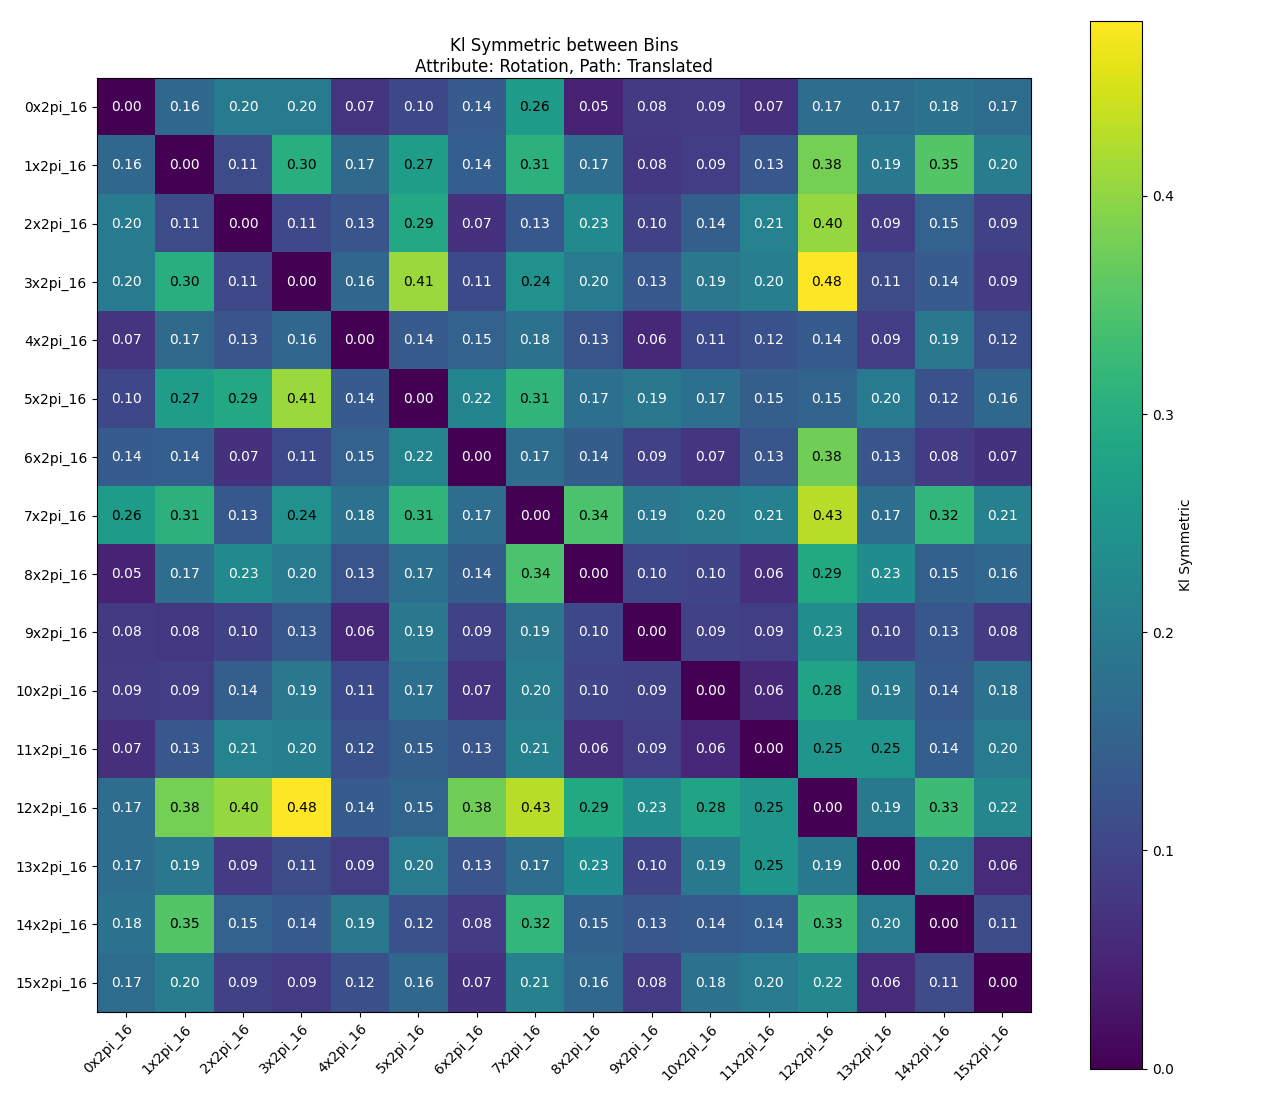 Kl Symmetric between Bins
Attribute: Rotation, Path: Translated
0x2pi_16 0.00 0.16 0.20 0.20 0.07 0.10 0.14 0.26 0.05 0.08 0.09 0.07 0.17 0.17 0.18 0.17
1x2pi_16 0.16 0.00 0.11 0.30 0.17 0.27 0.14 0.31 0.17 0.08 0.09 0.13 0.38 0.19 0.35 0.20
2x2pi_16 0.20 0.11 0.00 0.11 0.13 0.29 0.07 0.13 0.23 0.10 0.14 0.21 0.40 0.09 0.15 0.09
3x2pi_16 0.20 0.30 0.11 0.00 0.16 0.41 0.11 0.24 0.20 0.13 0.19 0.20 0.48 0.11 0.14 0.09
4x2pi_16 0.07 0.17 0.13 0.16 0.00 0.14 0.15 0.18 0.13 0.06 0.11 0.12 0.14 0.09 0.19 0.12
5x2pi_16 0.10 0.27 0.29 0.41 0.14 0.00 0.22 0.31 0.17 0.19 0.17 0.15 0.15 0.20 0.12 0.16
6x2pi_16 0.14 0.14 0.07 0.11 0.15 0.22 0.00 0.17 0.14 0.09 0.07 0.13 0.38 0.13 0.08 0.07
7x2pi_16 0.26 0.31 0.13 0.24 0.18 0.31 0.17 0.00 0.34 0.19 0.20 0.21 0.43 0.17 0.32 0.21
8x2pi_16 0.05 0.17 0.23 0.20 0.13 0.17 0.14 0.34 0.00 0.10 0.10 0.06 0.29 0.23 0.15 0.16
9x2pi_16 0.08 0.08 0.10 0.13 0.06 0.19 0.09 0.19 0.10 0.00 0.09 0.09 0.23 0.10 0.13 0.08
10x2pi_16 0.09 0.09 0.14 0.19 0.11 0.17 0.07 0.20 0.10 0.09 0.00 0.06 0.28 0.19 0.14 0.18
11x2pi_16 0.07 0.13 0.21 0.20 0.12 0.15 0.13 0.21 0.06 0.09 0.06 0.00 0.25 0.25 0.14 0.20
12x2pi_16 0.17 0.38 0.40 0.48 0.14 0.15 0.38 0.43 0.29 0.23 0.28 0.25 0.00 0.19 0.33 0.22
13x2pi_16 0.17 0.19 0.09 0.11 0.09 0.20 0.13 0.17 0.23 0.10 0.19 0.25 0.19 0.00 0.20 0.06
14x2pi_16 0.18 0.35 0.15 0.14 0.19 0.12 0.08 0.32 0.15 0.13 0.14 0.14 0.33 0.20 0.00 0.11
15x2pi_16 0.17 0.20 0.09 0.09 0.12 0.16 0.07 0.21 0.16 0.08 0.18 0.20 0.22 0.06 0.11 0.00
0x2pi_16 1x2pi_16 2x2pi_16 3x2pi_16 4x2pi_16 5x2pi_16 6x2pi_16 7x2pi_16 8x2pi_16 9x2pi_16 10x2pi_16 11x2pi_16 12x2pi_16 13x2pi_16 14x2pi_16 15x2pi_16
0.4
0.3
0.2
0.1
0.0
Kl Symmetric